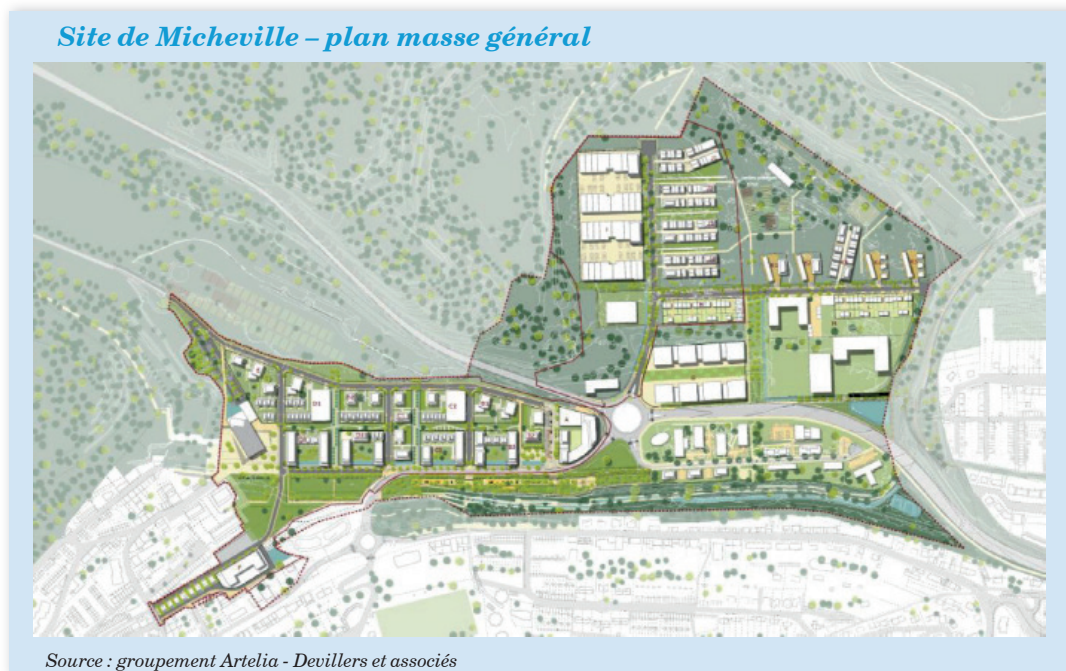 Site de Micheville – plan masse général
Source : groupement Artelia - Devillers et associés